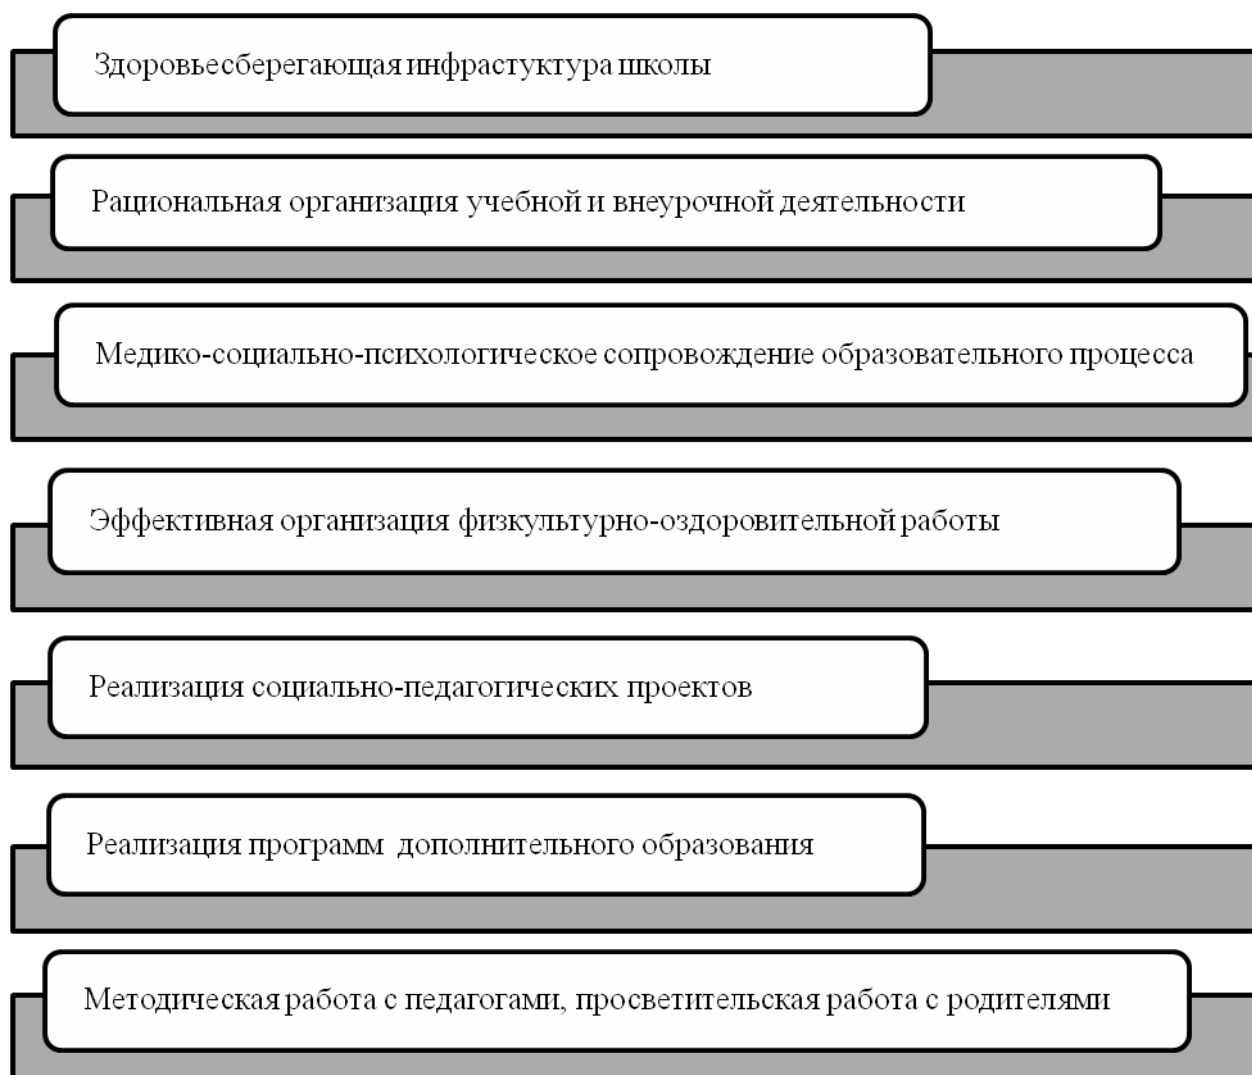 Здоровьесберегающая инфрастуктура школы
Рациональная организация учебной и внеурочной деятельности
Медико-социально-психологическое сопровождение образовательного процесса
Эффективная организация физкультурно-оздоровительной работы
Реализация социально-педагогических проектов
Реализация программ дополнительного образования
Методическая работа с педагогами, просветительская работа с родителями